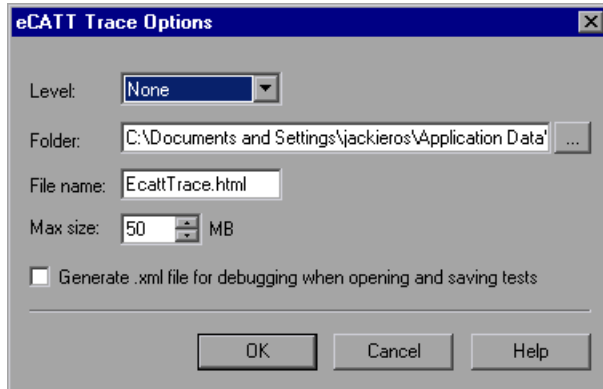 eCATT Trace Options
Level: None
Folder: C:\Documents and Settings\jackieros\Application Data\ ...
File name: EcattTrace.html
Max size: 50 MB
Generate .xml file for debugging when opening and saving tests
OK Cancel Help